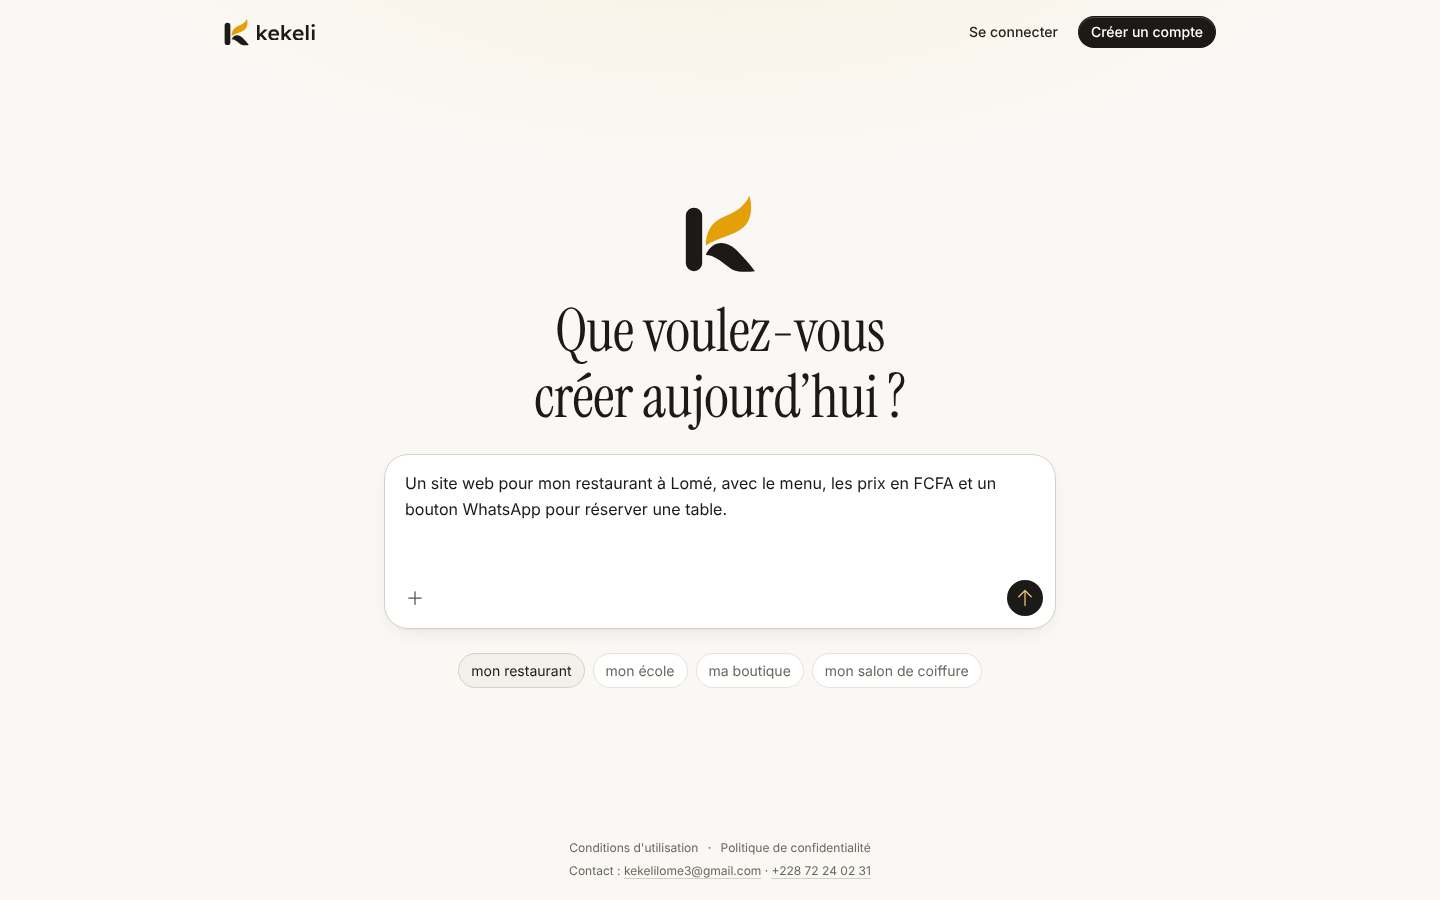 kekeli
Se connecter
Créer un compte
Que voulez-vous
créer aujourd’hui ?
Un site web pour mon restaurant à Lomé, avec le menu, les prix en FCFA et un
bouton WhatsApp pour réserver une table.
mon restaurant
mon école
ma boutique
mon salon de coiffure
Conditions d'utilisation · Politique de confidentialité
Contact : kekelilome3@gmail.com · +228 72 24 02 31